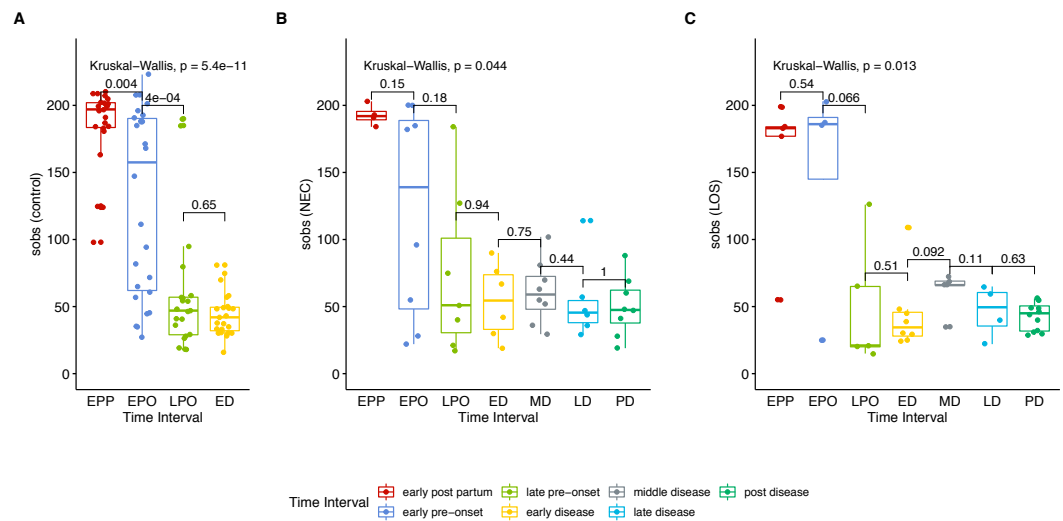 A
Kruskal−Wallis, p = 5.4e−11
0.004
4e−04
0.65
200
150
100
50
0
sobs (control)
EPP EPO LPO ED
Time Interval
B
Kruskal−Wallis, p = 0.044
0.15
0.18
0.94
0.75
0.44
1
200
150
100
50
0
sobs (NEC)
EPP EPO LPO ED MD LD PD
Time Interval
C
Kruskal−Wallis, p = 0.013
0.54
0.066
0.51
0.092
0.11
0.63
200
150
100
50
0
sobs (LOS)
EPP EPO LPO ED MD LD PD
Time Interval
Time Interval
early post partum late pre−onset middle disease post disease
early pre−onset early disease late disease